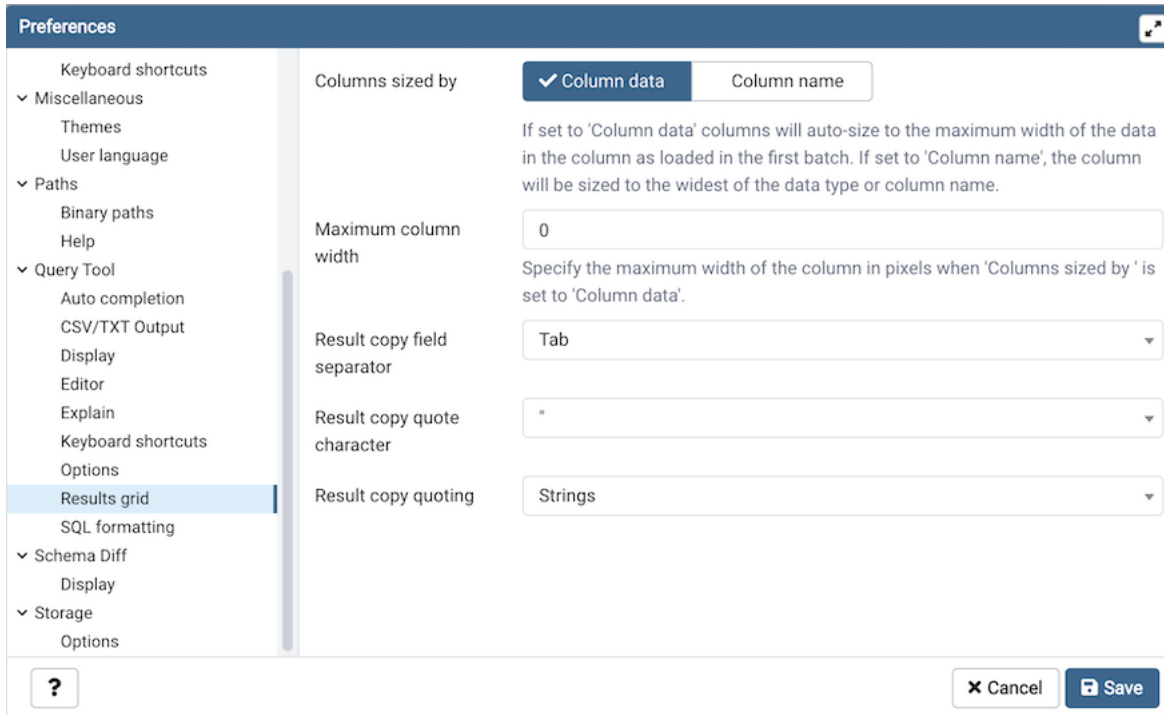 Preferences
Keyboard shortcuts
Miscellaneous
Themes
User language
Paths
Binary paths
Help
Query Tool
Auto completion
CSV/TXT Output
Display
Editor
Explain
Keyboard shortcuts
Options
Results grid
SQL formatting
Schema Diff
Display
Storage
Options
Columns sized by
Column data
Column name
If set to 'Column data' columns will auto-size to the maximum width of the data
in the column as loaded in the first batch. If set to 'Column name', the column
will be sized to the widest of the data type or column name.
Maximum column
width
0
Specify the maximum width of the column in pixels when 'Columns sized by ' is
set to 'Column data'.
Result copy field
separator
Tab
Result copy quote
character
"
Result copy quoting
Strings
?
Cancel
Save